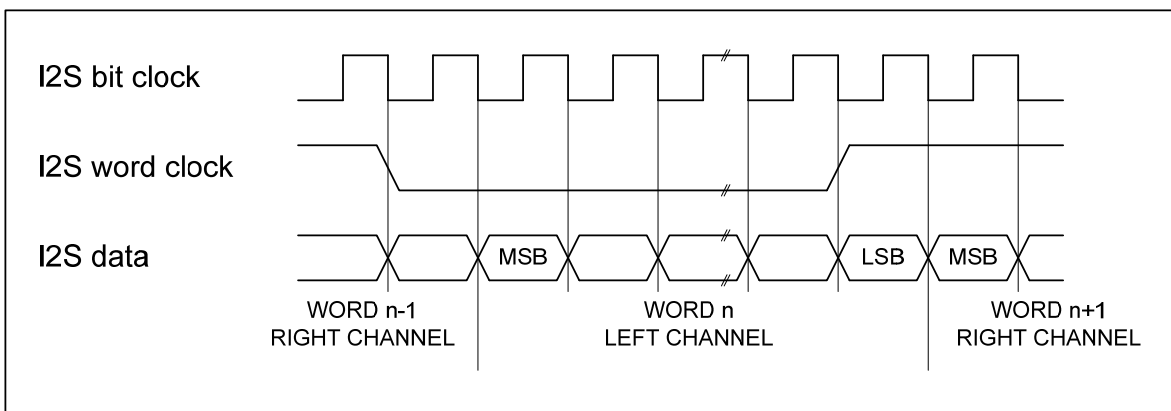 I2S bit clock
I2S word clock
I2S data
MSB
LSB
MSB
WORD n-1
RIGHT CHANNEL
WORD n
LEFT CHANNEL
WORD n+1
RIGHT CHANNEL